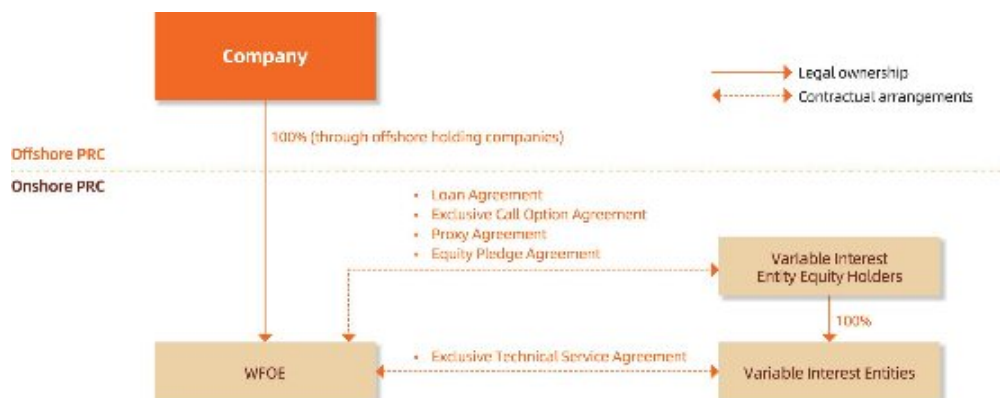 Company
Legal ownership
Contractual arrangements
100% (through offshore holding companies)
Offshore PRC
Onshore PRC
• Loan Agreement
• Exclusive Call Option Agreement
• Proxy Agreement
• Equity Pledge Agreement
Variable Interest
Entity Equity Holders
100%
WFOE
• Exclusive Technical Service Agreement
Variable Interest Entities